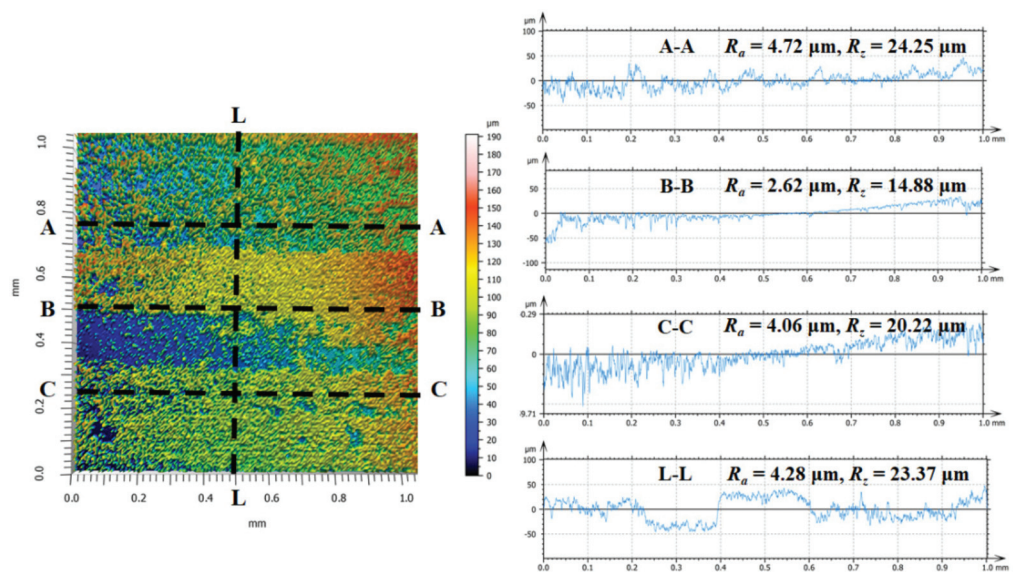 L
A
A
B
B
C
C
L
mm
1.0
0.8
0.6
0.4
0.2
0.0
0.0
0.2
0.4
0.6
0.8
1.0
mm
µm
190
180
170
160
150
140
130
120
110
100
90
80
70
60
50
40
30
20
10
0
µm
A-A Ra = 4.72 µm, Rz = 24.25 µm
100
50
0
-50
0.0 0.1 0.2 0.3 0.4 0.5 0.6 0.7 0.8 0.9 1.0 mm
µm
B-B Ra = 2.62 µm, Rz = 14.88 µm
50
0
-50
-100
0.0 0.1 0.2 0.3 0.4 0.5 0.6 0.7 0.8 0.9 1.0 mm
µm
C-C Ra = 4.06 µm, Rz = 20.22 µm
0.29
0
-9.71
0.0 0.1 0.2 0.3 0.4 0.5 0.6 0.7 0.8 0.9 1.0 mm
µm
L-L Ra = 4.28 µm, Rz = 23.37 µm
100
50
0
-50
0.0 0.1 0.2 0.3 0.4 0.5 0.6 0.7 0.8 0.9 1.0 mm